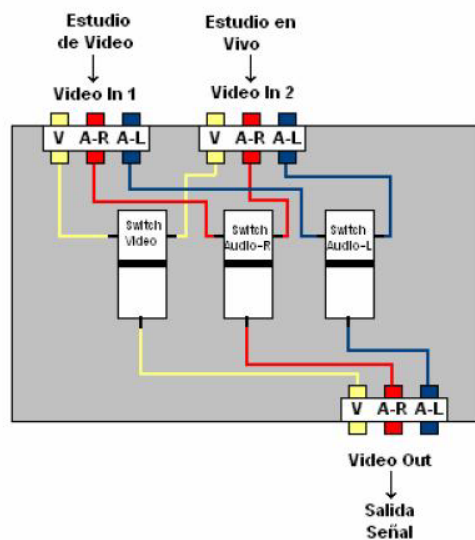 Estudio
de Video
Video In 1
Estudio en
Vivo
Video In 2
V A-R A-L
V A-R A-L
Switch
Video
Switch
Audio-R
Switch
Audio-L
V A-R A-L
Video Out
Salida
Señal